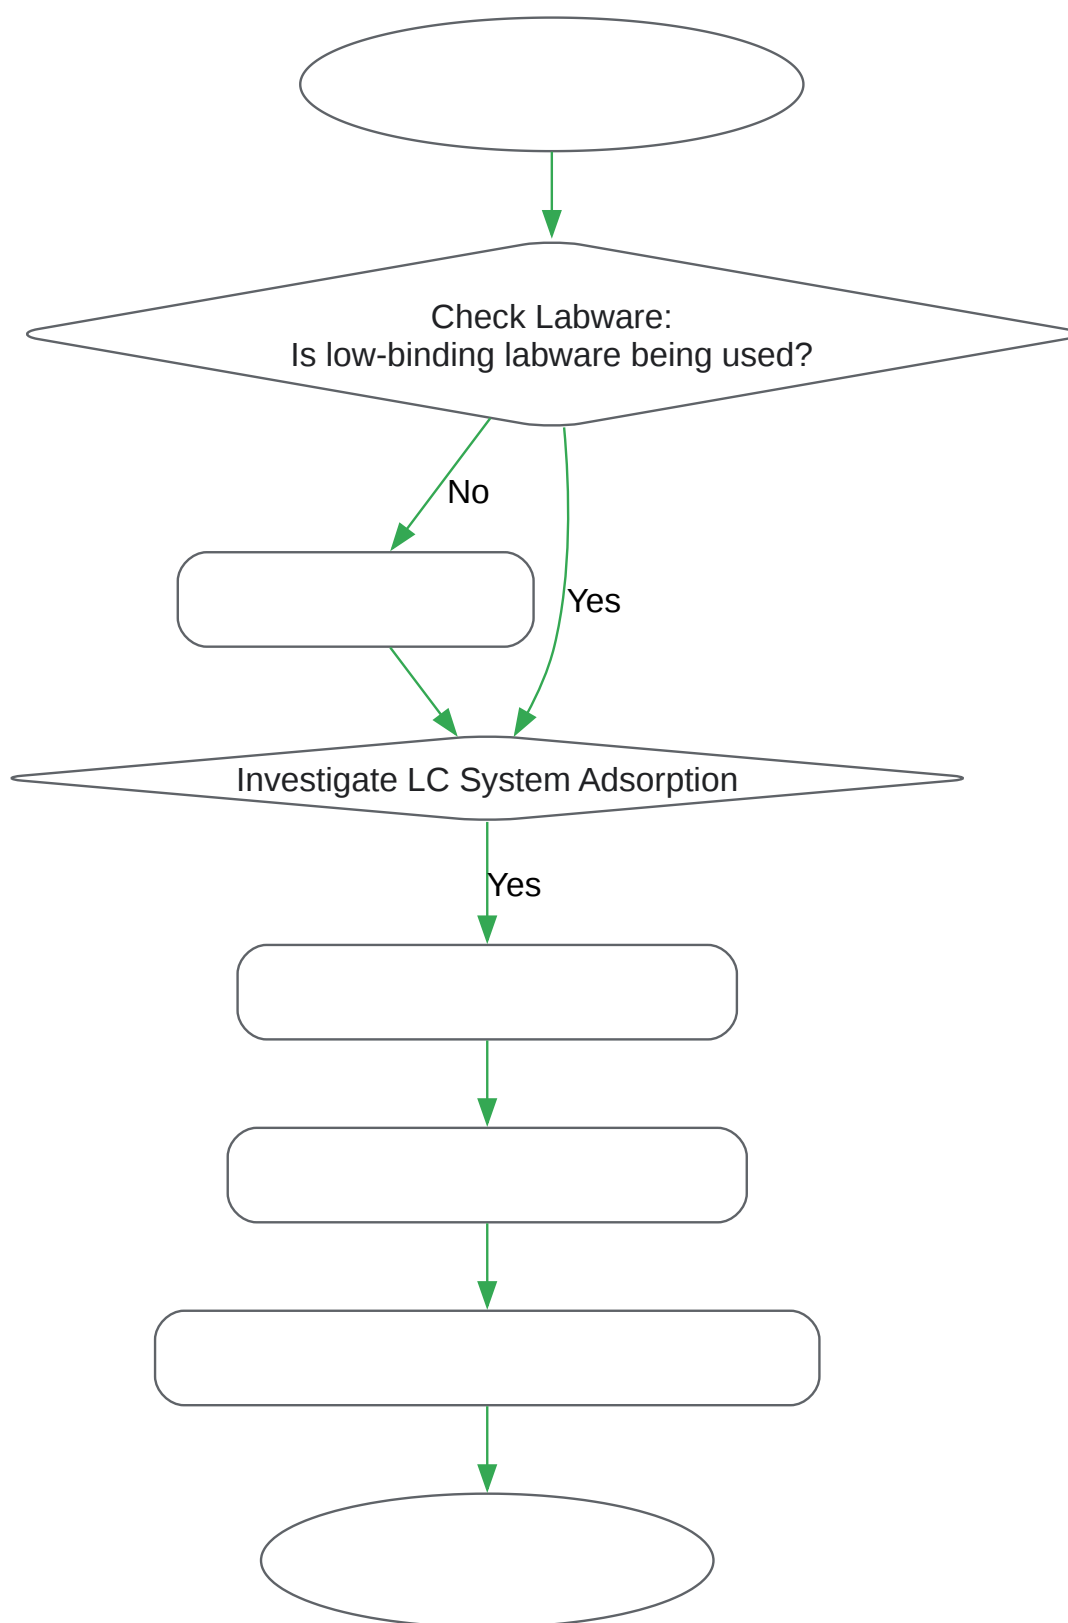 Check Labware:
Is low-binding labware being used?
No
Yes
Investigate LC System Adsorption
Yes